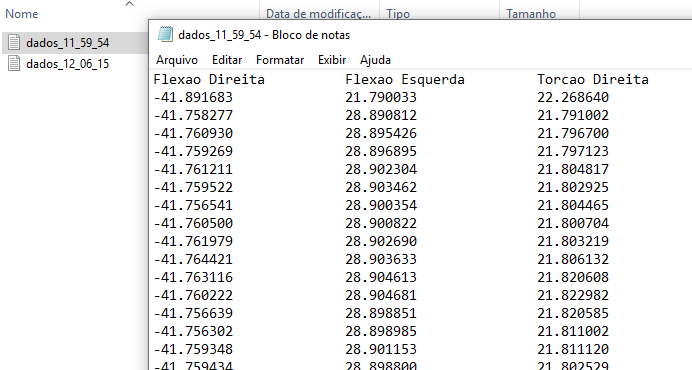 Nome Data de modificaç... Tipo Tamanho
dados_11_59_54
dados_12_06_15
dados_11_59_54 - Bloco de notas
Arquivo Editar Formatar Exibir Ajuda
Flexao Direita Flexao Esquerda Torcao Direita
-41.891683 21.790033 22.268640
-41.758277 28.890812 21.791002
-41.760930 28.895426 21.796700
-41.759269 28.896895 21.797123
-41.761211 28.902304 21.804817
-41.759522 28.903462 21.802925
-41.756541 28.900354 21.804465
-41.760500 28.900822 21.800704
-41.761979 28.902690 21.803219
-41.764421 28.903633 21.806132
-41.763116 28.904613 21.820608
-41.760222 28.904681 21.822982
-41.756639 28.898851 21.820585
-41.756302 28.898985 21.811002
-41.759348 28.901153 21.811120
-41.759434 28.898800 21.802529